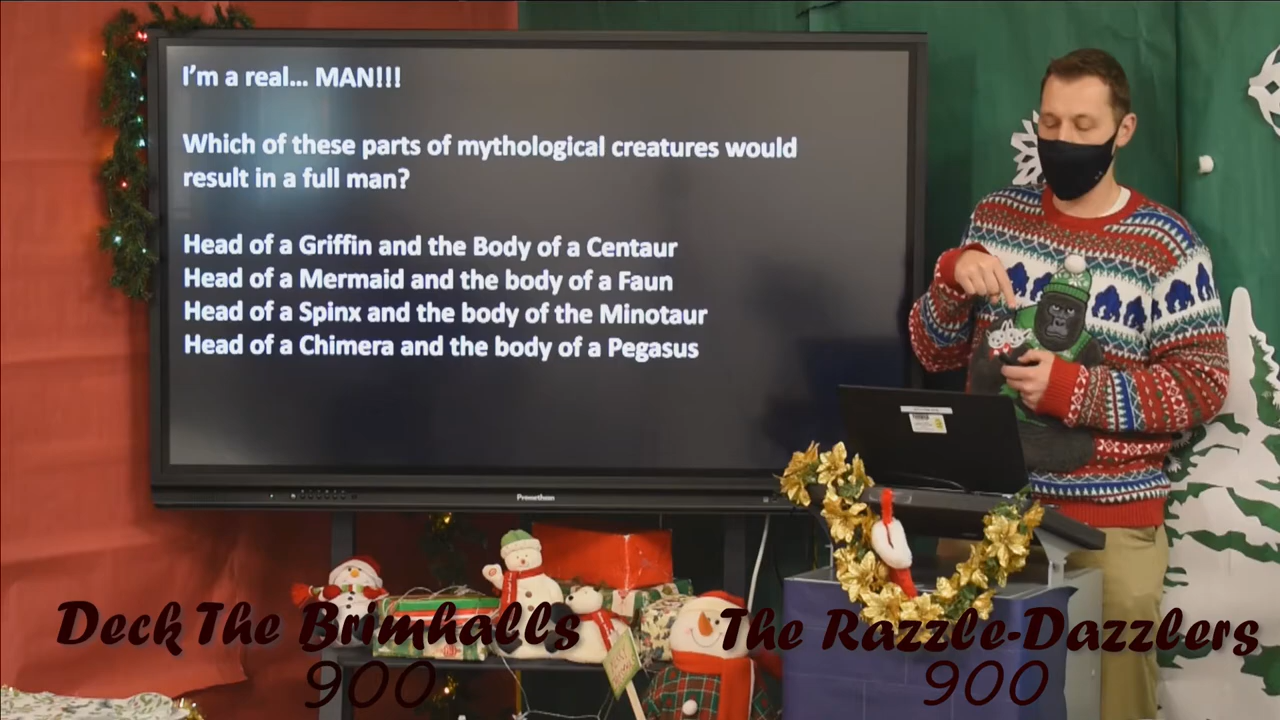 I'm a real... MAN!!!
Which of these parts of mythological creatures would
result in a full man?
Head of a Griffin and the Body of a Centaur
Head of a Mermaid and the body of a Faun
Head of a Spinx and the body of the Minotaur
Head of a Chimera and the body of a Pegasus
Promethean
Deck The Brimhalls
900
The Razzle-Dazzlers
900